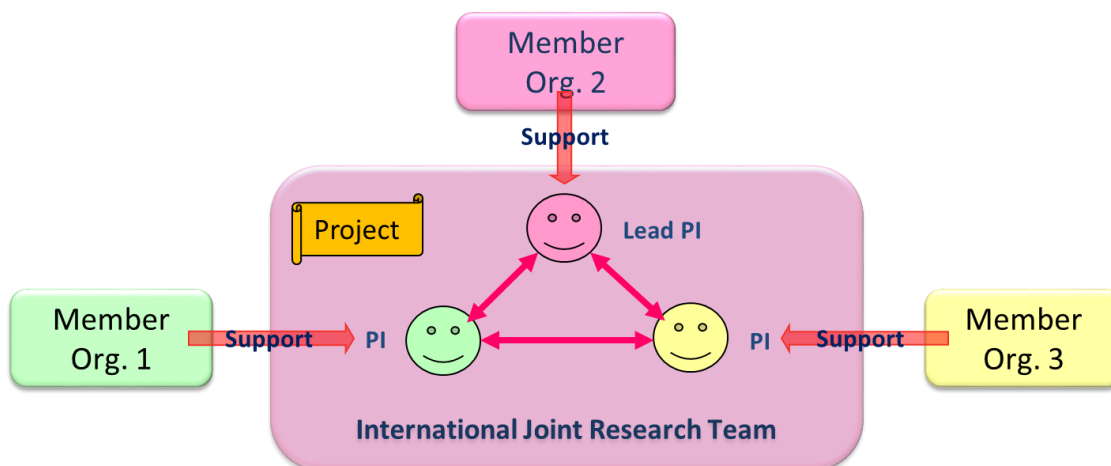 Member
Org. 2
Support
Project
Lead PI
Member
Org. 1
Support
PI
PI
Support
Member
Org. 3
International Joint Research Team